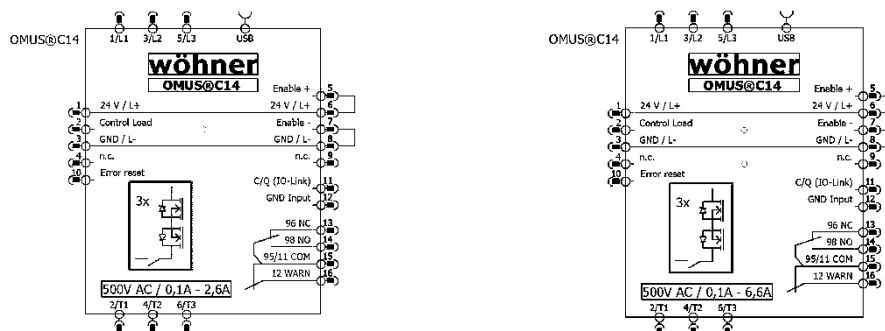 1/L1 3/L2 5/L3 USB
OMUS®C14
wöhner
OMUS®C14
Enable + 5
1 24 V / L+ 24 V / L+ 6
2 Control Load Enable - 7
3 GND / L- GND / L- 8
4 n.c. n.c. 9
10 Error reset
C/Q (IO-Link) 11
GND Input 12
3x
96 NC 13
98 NO 14
95/11 COM 15
12 WARN 16
500V AC / 0,1A - 2,6A
2/T1 4/T2 6/T3
1/L1 3/L2 5/L3 USB
OMUS®C14
wöhner
OMUS®C14
Enable + 5
1 24 V / L+ 24 V / L+ 6
2 Control Load Enable - 7
3 GND / L- GND / L- 8
4 n.c. n.c. 9
10 Error reset
C/Q (IO-Link) 11
GND Input 12
3x
96 NC 13
98 NO 14
95/11 COM 15
12 WARN 16
500V AC / 0,1A - 6,6A
2/T1 4/T2 6/T3